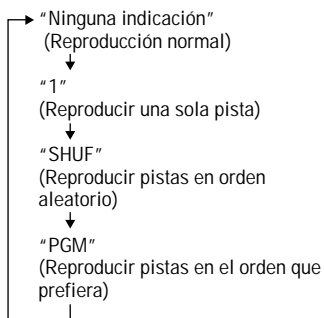 “Ninguna indicación”
(Reproducción normal)
“1”
(Reproducir una sola pista)
“SHUF”
(Reproducir pistas en orden
aleatorio)
“PGM”
(Reproducir pistas en el orden que
prefiera)